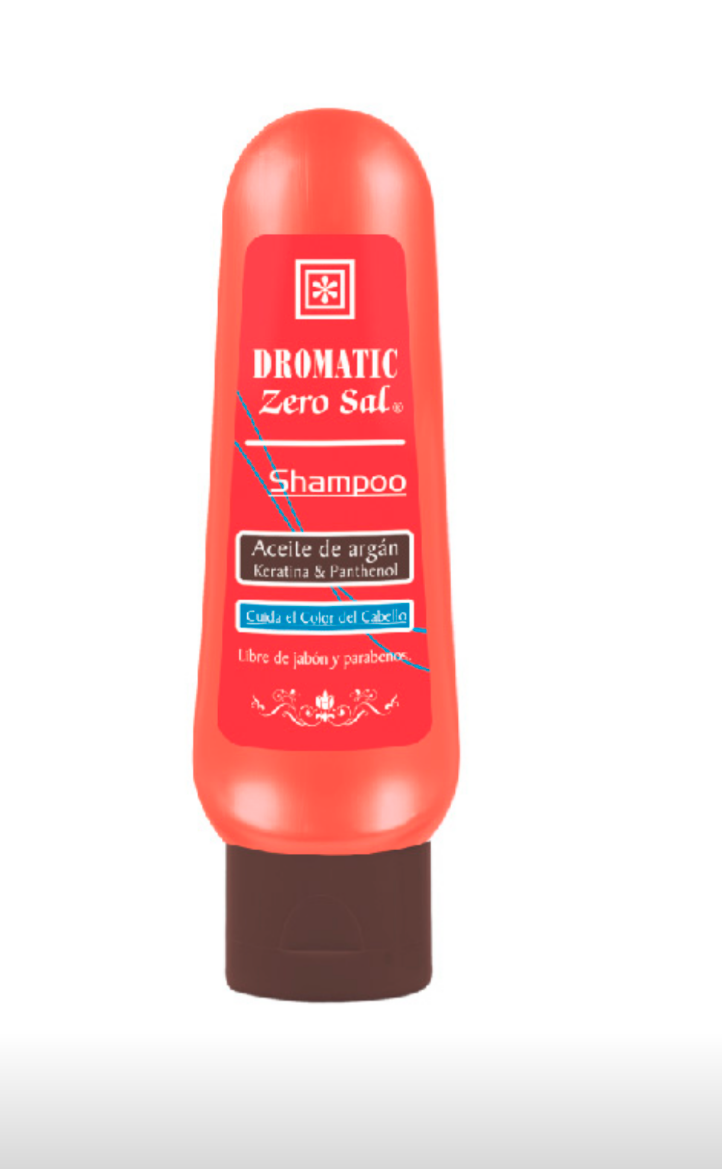 DROMATIC
Zero Sal®
Shampoo
Aceite de argán
Keratina & Panthenol
Cuida el Color del Cabello
Libre de jabón y parabenos.